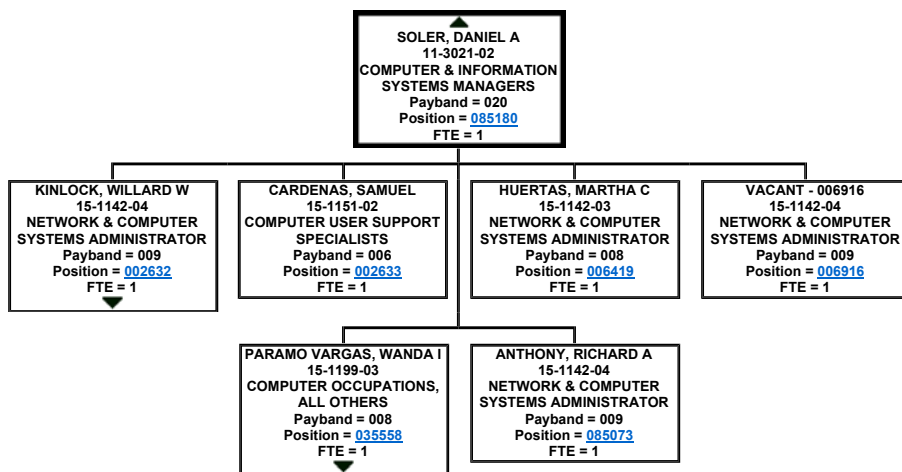 SOLER, DANIEL A
11-3021-02
COMPUTER & INFORMATION
SYSTEMS MANAGERS
Payband = 020
Position = 085180
FTE = 1
KINLOCK, WILLARD W
15-1142-04
NETWORK & COMPUTER
SYSTEMS ADMINISTRATOR
Payband = 009
Position = 002632
FTE = 1
CARDENAS, SAMUEL
15-1151-02
COMPUTER USER SUPPORT
SPECIALISTS
Payband = 006
Position = 002633
FTE = 1
HUERTAS, MARTHA C
15-1142-03
NETWORK & COMPUTER
SYSTEMS ADMINISTRATOR
Payband = 008
Position = 006419
FTE = 1
VACANT - 006916
15-1142-04
NETWORK & COMPUTER
SYSTEMS ADMINISTRATOR
Payband = 009
Position = 006916
FTE = 1
PARAMO VARGAS, WANDA I
15-1199-03
COMPUTER OCCUPATIONS,
ALL OTHERS
Payband = 008
Position = 035558
FTE = 1
ANTHONY, RICHARD A
15-1142-04
NETWORK & COMPUTER
SYSTEMS ADMINISTRATOR
Payband = 009
Position = 085073
FTE = 1